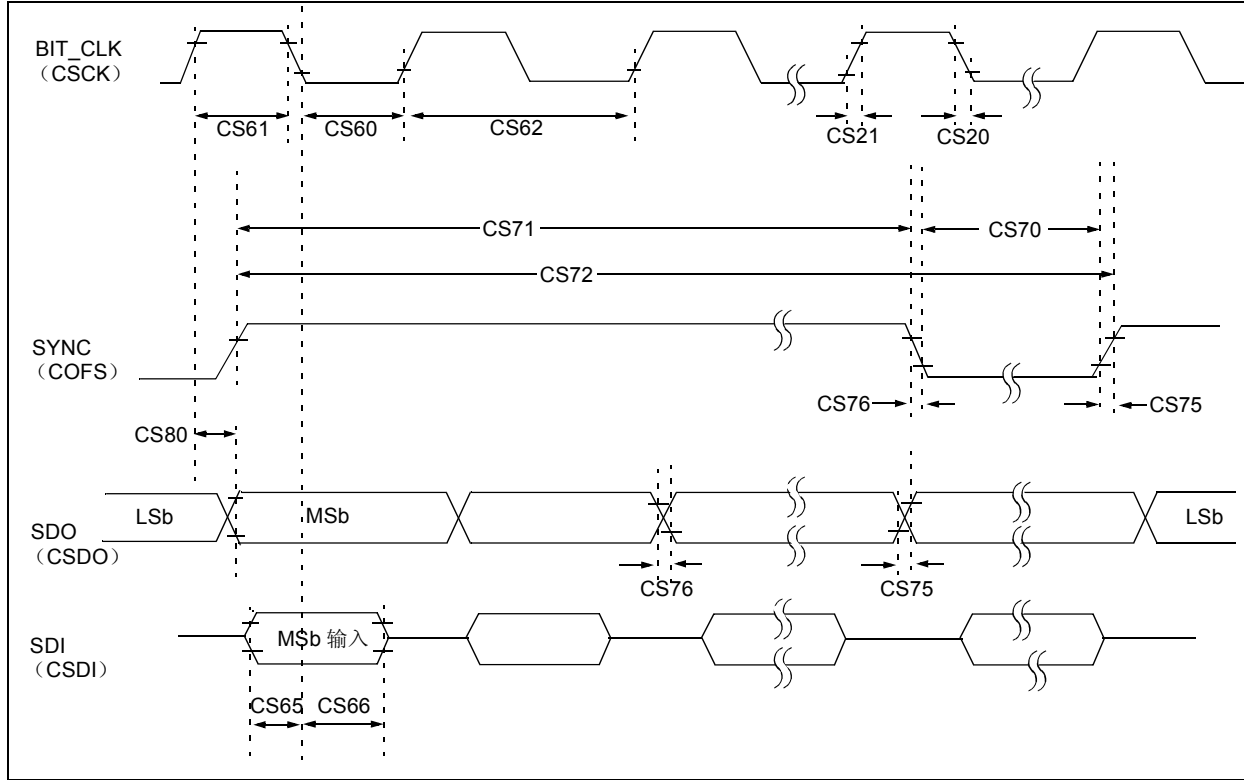 BIT_CLK
（CSCK）
CS61
CS60
CS62
CS21
CS20
CS71
CS70
CS72
SYNC
（COFS）
CS76
CS75
CS80
SDO
（CSDO）
LSb
MSb
LSb
CS76
CS75
SDI
（CSDI）
MSb 输入
CS65
CS66